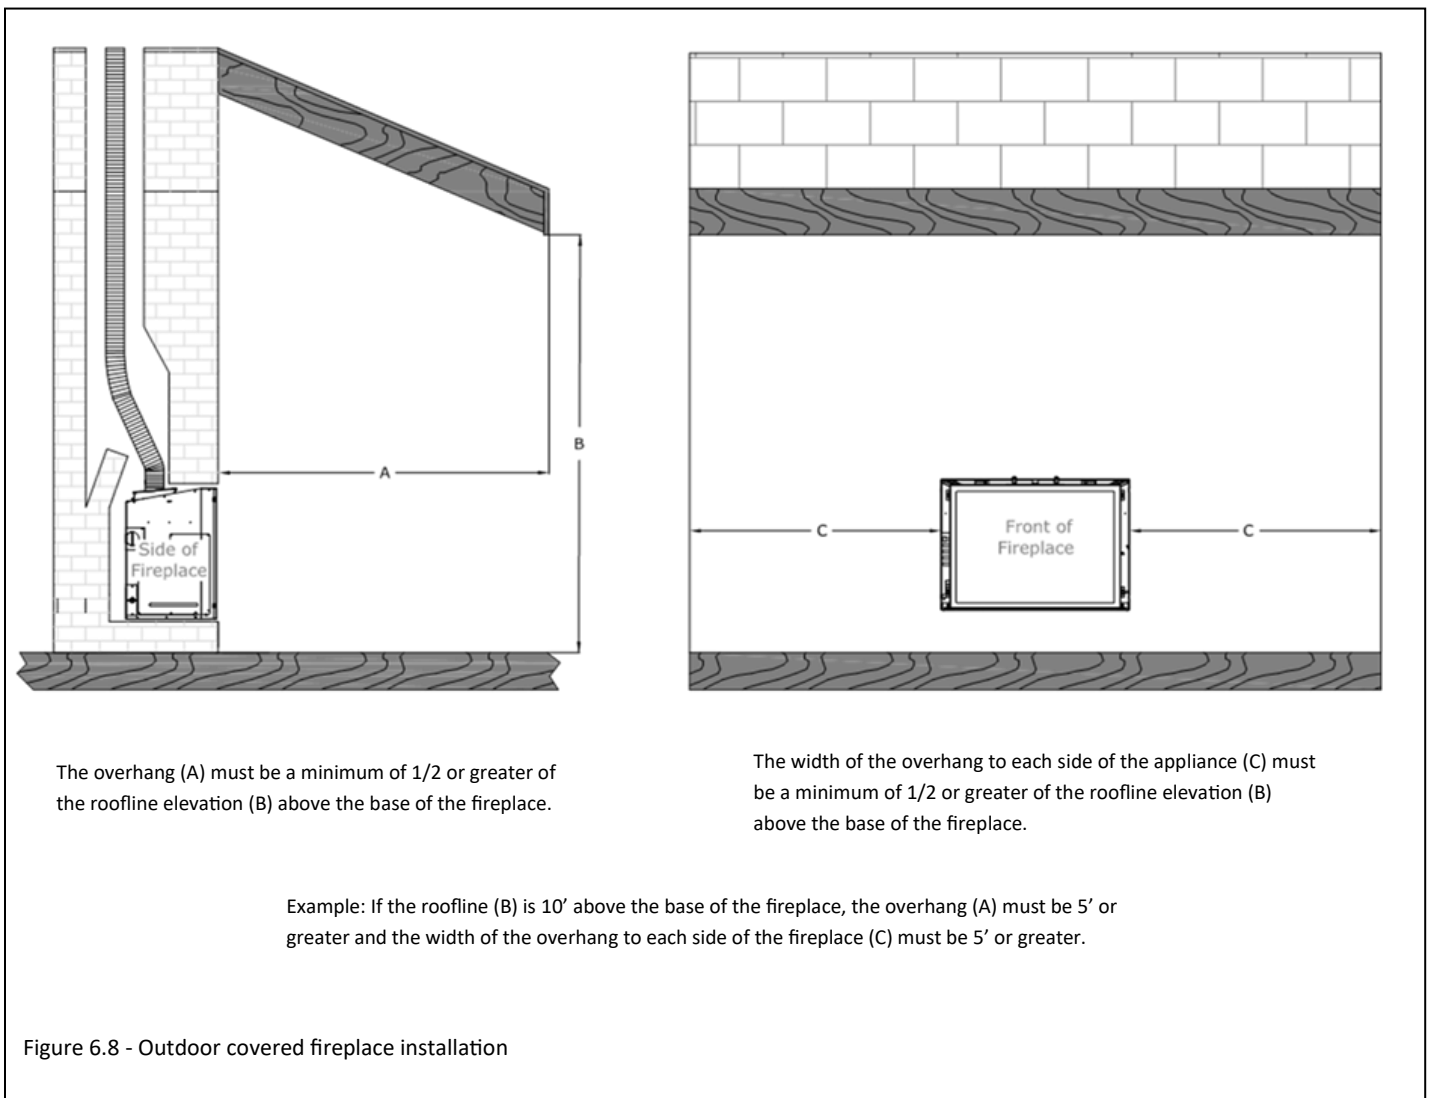 A
B
Side of
Fireplace
C
Front of
Fireplace
C
The overhang (A) must be a minimum of 1/2 or greater of
the roofline elevation (B) above the base of the fireplace.
The width of the overhang to each side of the appliance (C) must
be a minimum of 1/2 or greater of the roofline elevation (B)
above the base of the fireplace.
Example: If the roofline (B) is 10’ above the base of the fireplace, the overhang (A) must be 5’ or
greater and the width of the overhang to each side of the fireplace (C) must be 5’ or greater.
Figure 6.8 - Outdoor covered fireplace installation